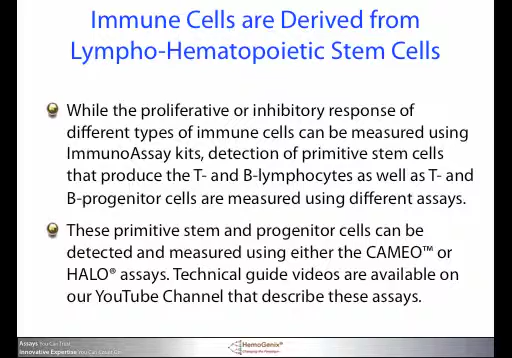 Immune Cells are Derived from
Lympho-Hematopoietic Stem Cells
While the proliferative or inhibitory response of
different types of immune cells can be measured using
ImmunoAssay kits, detection of primitive stem cells
that produce the T- and B-lymphocytes as well as T- and
B-progenitor cells are measured using different assays.
These primitive stem and progenitor cells can be
detected and measured using either the CAMEO™ or
HALO® assays. Technical guide videos are available on
our YouTube Channel that describe these assays.
Assays You Can Trust
Innovative Expertise You Can Count On
HemoGenix®